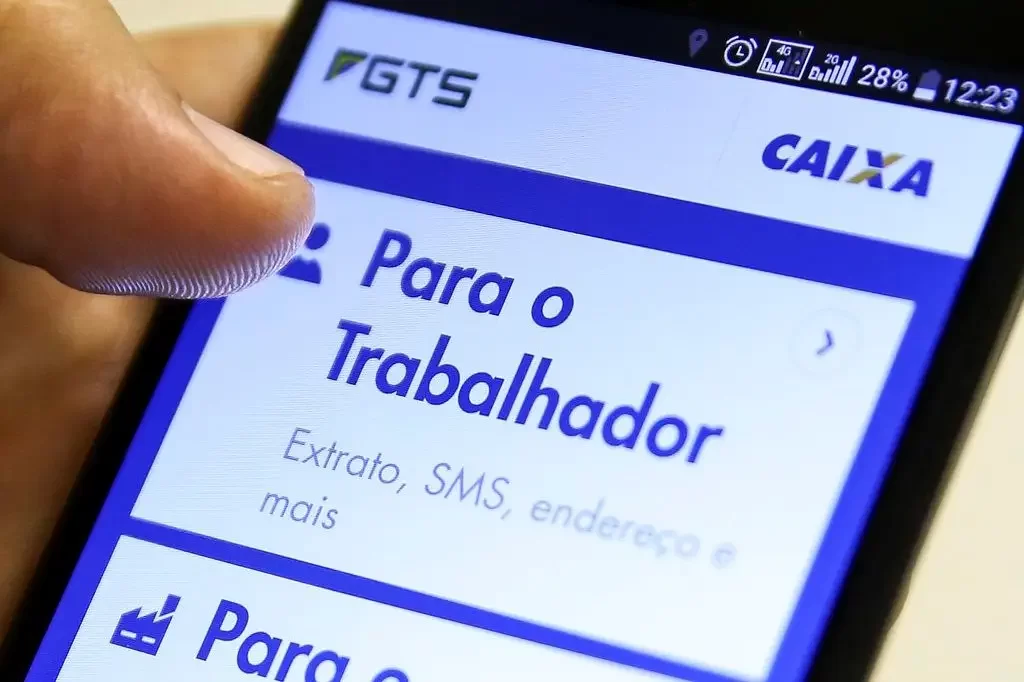 4G
2G
28%
12:23
FGTS
CAIXA
Para o
Trabalhador
Extrato, SMS, endereço e
mais
Para o